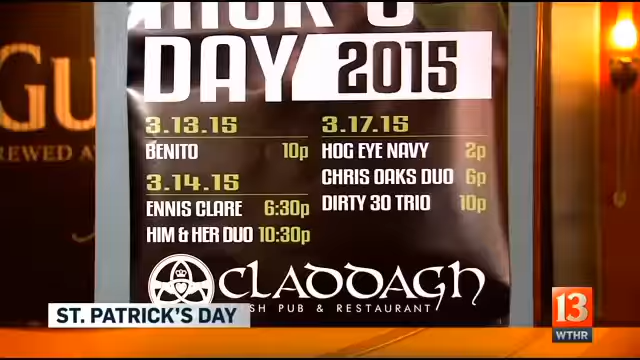 DAY 2015
3.13.15
BENITO 10p
3.14.15
ENNIS CLARE 6:30p
HIM & HER DUO 10:30p
3.17.15
HOG EYE NAVY 2p
CHRIS OAKS DUO 6p
DIRTY 30 TRIO 10p
CLADDAGH
PUB & RESTAURANT
ST. PATRICK'S DAY
13
WTHR